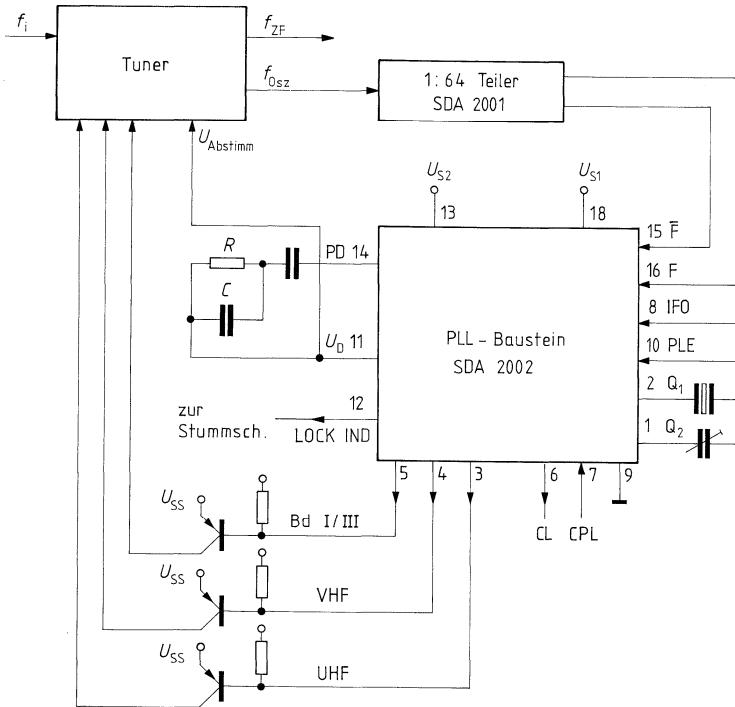 f_i
f_ZF
Tuner
f_Osz
1:64 Teiler
SDA 2001
U_Abstimm
U_S2
U_S1
13
18
15 F̅
R
PD 14
16 F
C
8 IFO
PLL-Baustein
SDA 2002
U_D 11
10 PLE
2 Q_1
12
zur
Stummsch.
LOCK IND
1 Q_2
5
4
3
6
7
9
U_SS
Bd I/III
CL
CPL
U_SS
VHF
U_SS
UHF